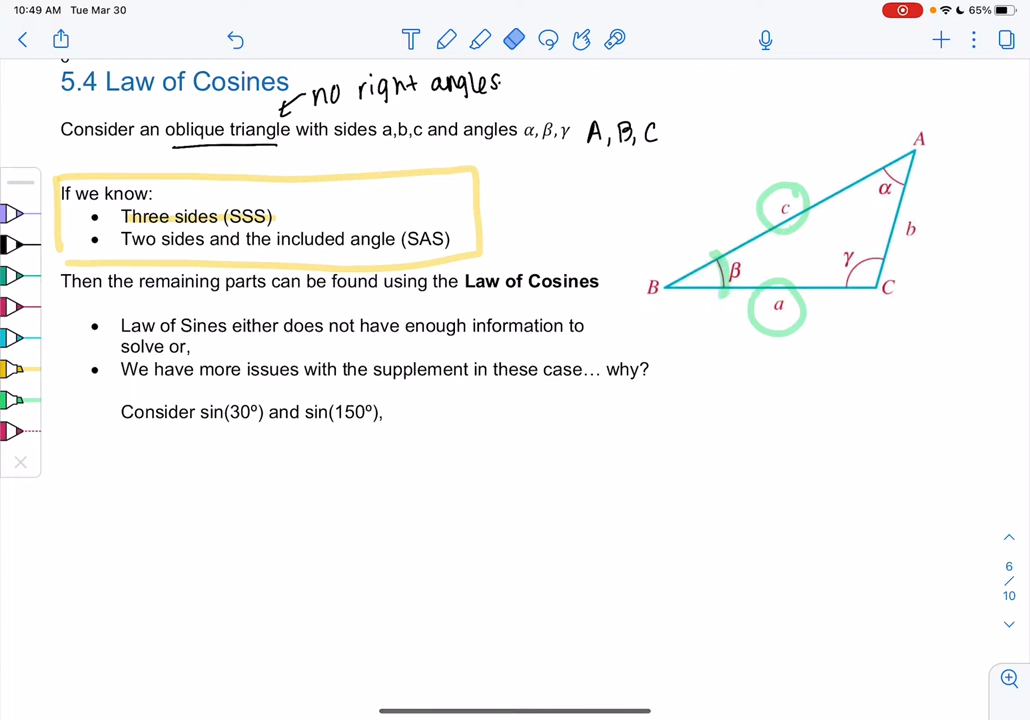 10:49 AM Tue Mar 30
65%
5.4 Law of Cosines
no right angles
Consider an oblique triangle with sides a,b,c and angles α, β, γ A, B, C
If we know:
• Three sides (SSS)
• Two sides and the included angle (SAS)
Then the remaining parts can be found using the Law of Cosines
• Law of Sines either does not have enough information to
solve or,
• We have more issues with the supplement in these case… why?
Consider sin(30º) and sin(150º),
A
α
c
b
β
γ
B
C
a
6
/
10
T